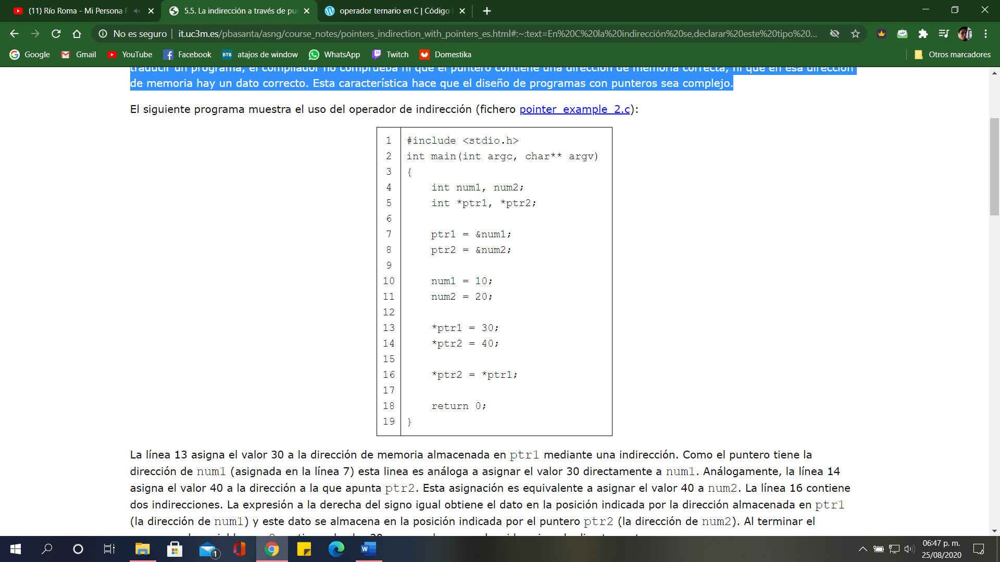 (11) Río Roma - Mi Persona F
5.5. La indirección a través de pu
operador ternario en C | Código
No es seguro
it.uc3m.es/pbasanta/asng/course_notes/pointers_indirection_with_pointers_es.html#:~:text=En%20C%20la%20indirección%20se,declarar%20este%20tipo%20...
Google
Gmail
YouTube
Facebook
BTB
atajos de window
WhatsApp
Twitch
Domestika
Otros marcadores
traducir un programa, el compilador no comprueba ni que el puntero contiene una dirección de memoria correcta, ni que en esa dirección
de memoria hay un dato correcto. Esta característica hace que el diseño de programas con punteros sea complejo.
El siguiente programa muestra el uso del operador de indirección (fichero pointer_example_2.c):
1 #include <stdio.h>
2 int main(int argc, char** argv)
3 {
4 int num1, num2;
5 int *ptr1, *ptr2;
6
7 ptr1 = &num1;
8 ptr2 = &num2;
9
10 num1 = 10;
11 num2 = 20;
12
13 *ptr1 = 30;
14 *ptr2 = 40;
15
16 *ptr2 = *ptr1;
17
18 return 0;
19 }
La línea 13 asigna el valor 30 a la dirección de memoria almacenada en ptr1 mediante una indirección. Como el puntero tiene la
dirección de num1 (asignada en la línea 7) esta linea es análoga a asignar el valor 30 directamente a num1. Análogamente, la línea 14
asigna el valor 40 a la dirección a la que apunta ptr2. Esta asignación es equivalente a asignar el valor 40 a num2. La línea 16 contiene
dos indirecciones. La expresión a la derecha del signo igual obtiene el dato en la posición indicada por la dirección almacenada en ptr1
(la dirección de num1) y este dato se almacena en la posición indicada por el puntero ptr2 (la dirección de num2). Al terminar el
1
W
06:47 p. m.
25/08/2020